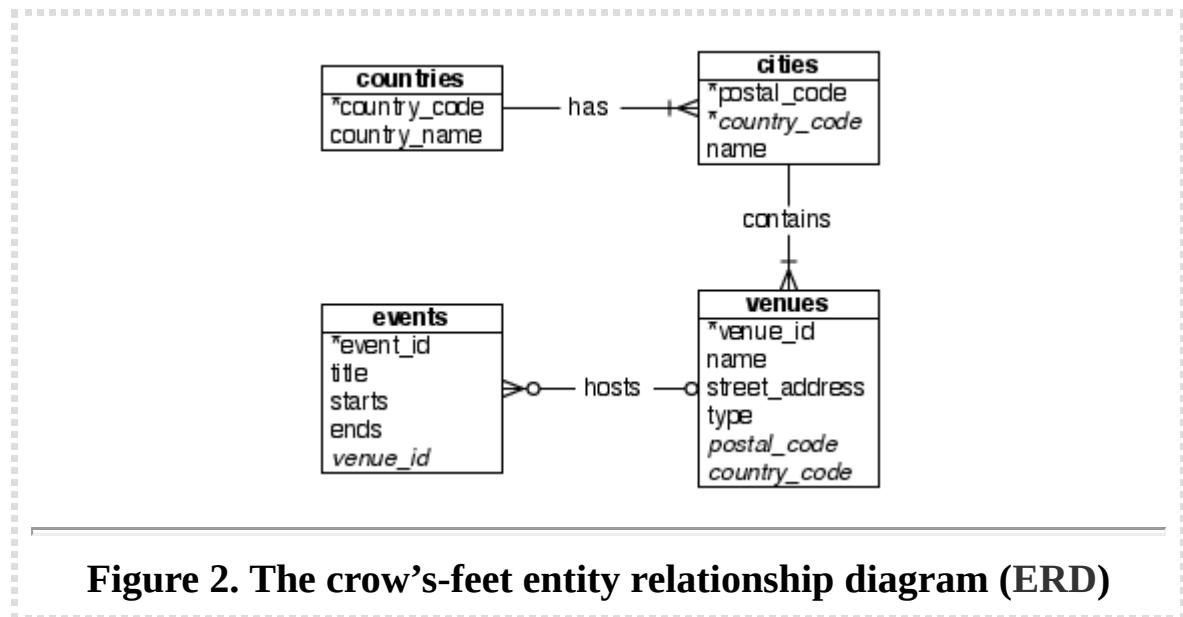 countries
*country_code
country_name
has
cities
*postal_code
*country_code
name
contains
events
*event_id
title
starts
ends
venue_id
hosts
venues
*venue_id
name
street_address
type
postal_code
country_code
Figure 2. The crow’s-feet entity relationship diagram (ERD)